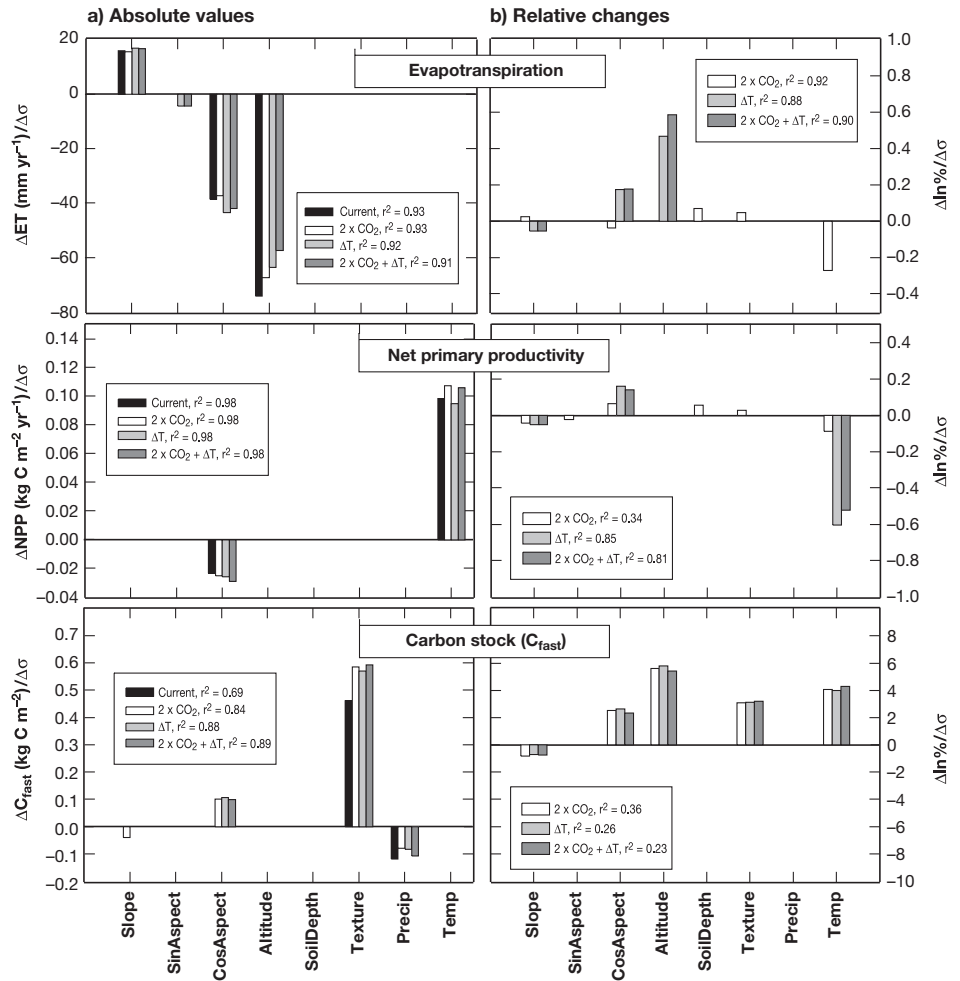 a) Absolute values
b) Relative changes
Evapotranspiration
ΔET (mm yr⁻¹)/Δσ
20
0
−20
−40
−60
−80
Current, r² = 0.93
2 x CO₂, r² = 0.93
ΔT, r² = 0.92
2 x CO₂ + ΔT, r² = 0.91
2 x CO₂, r² = 0.92
ΔT, r² = 0.88
2 x CO₂ + ΔT, r² = 0.90
1.0
0.8
0.6
0.4
0.2
0.0
−0.2
−0.4
Δln%/Δσ
Net primary productivity
ΔNPP (kg C m⁻² yr⁻¹)/Δσ
0.14
0.12
0.10
0.08
0.06
0.04
0.02
0.00
−0.02
−0.04
Current, r² = 0.98
2 x CO₂, r² = 0.98
ΔT, r² = 0.98
2 x CO₂ + ΔT, r² = 0.98
2 x CO₂, r² = 0.34
ΔT, r² = 0.85
2 x CO₂ + ΔT, r² = 0.81
0.4
0.2
0.0
−0.2
−0.4
−0.6
−0.8
−1.0
Δln%/Δσ
Carbon stock (C_fast)
ΔC_fast (kg C m⁻²)/Δσ
0.7
0.6
0.5
0.4
0.3
0.2
0.1
0.0
−0.1
−0.2
Current, r² = 0.69
2 x CO₂, r² = 0.84
ΔT, r² = 0.88
2 x CO₂ + ΔT, r² = 0.89
2 x CO₂, r² = 0.36
ΔT, r² = 0.26
2 x CO₂ + ΔT, r² = 0.23
8
6
4
2
0
−2
−4
−6
−8
−10
Δln%/Δσ
Slope
SinAspect
CosAspect
Altitude
SoilDepth
Texture
Precip
Temp
Slope
SinAspect
CosAspect
Altitude
SoilDepth
Texture
Precip
Temp